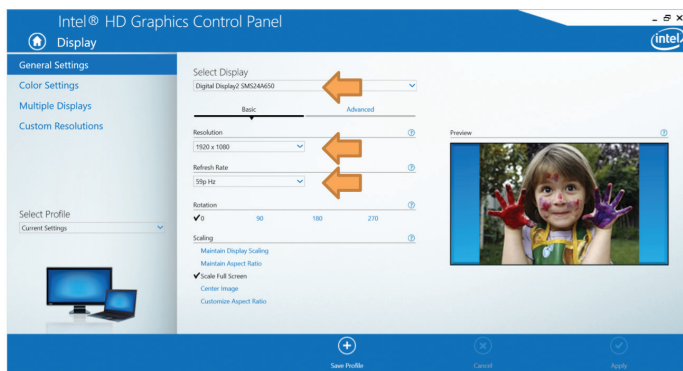 Intel® HD Graphics Control Panel
Display
intel
General Settings
Color Settings
Multiple Displays
Custom Resolutions
Select Profile
Current Settings
Select Display
Digital Display2 SMS24A650
Basic Advanced
Resolution ?
1920 x 1080
Refresh Rate ?
59p Hz
Rotation ?
✔0 90 180 270
Scaling ?
Maintain Display Scaling
Maintain Aspect Ratio
✔Scale Full Screen
Center Image
Customize Aspect Ratio
Preview ?
Save Profile Cancel Apply